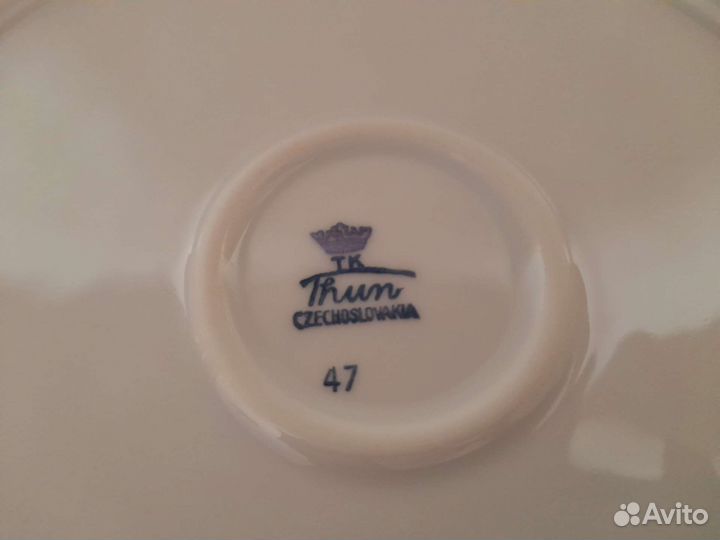 TK
Thun
CZECHOSLOVAKIA
47
Avito